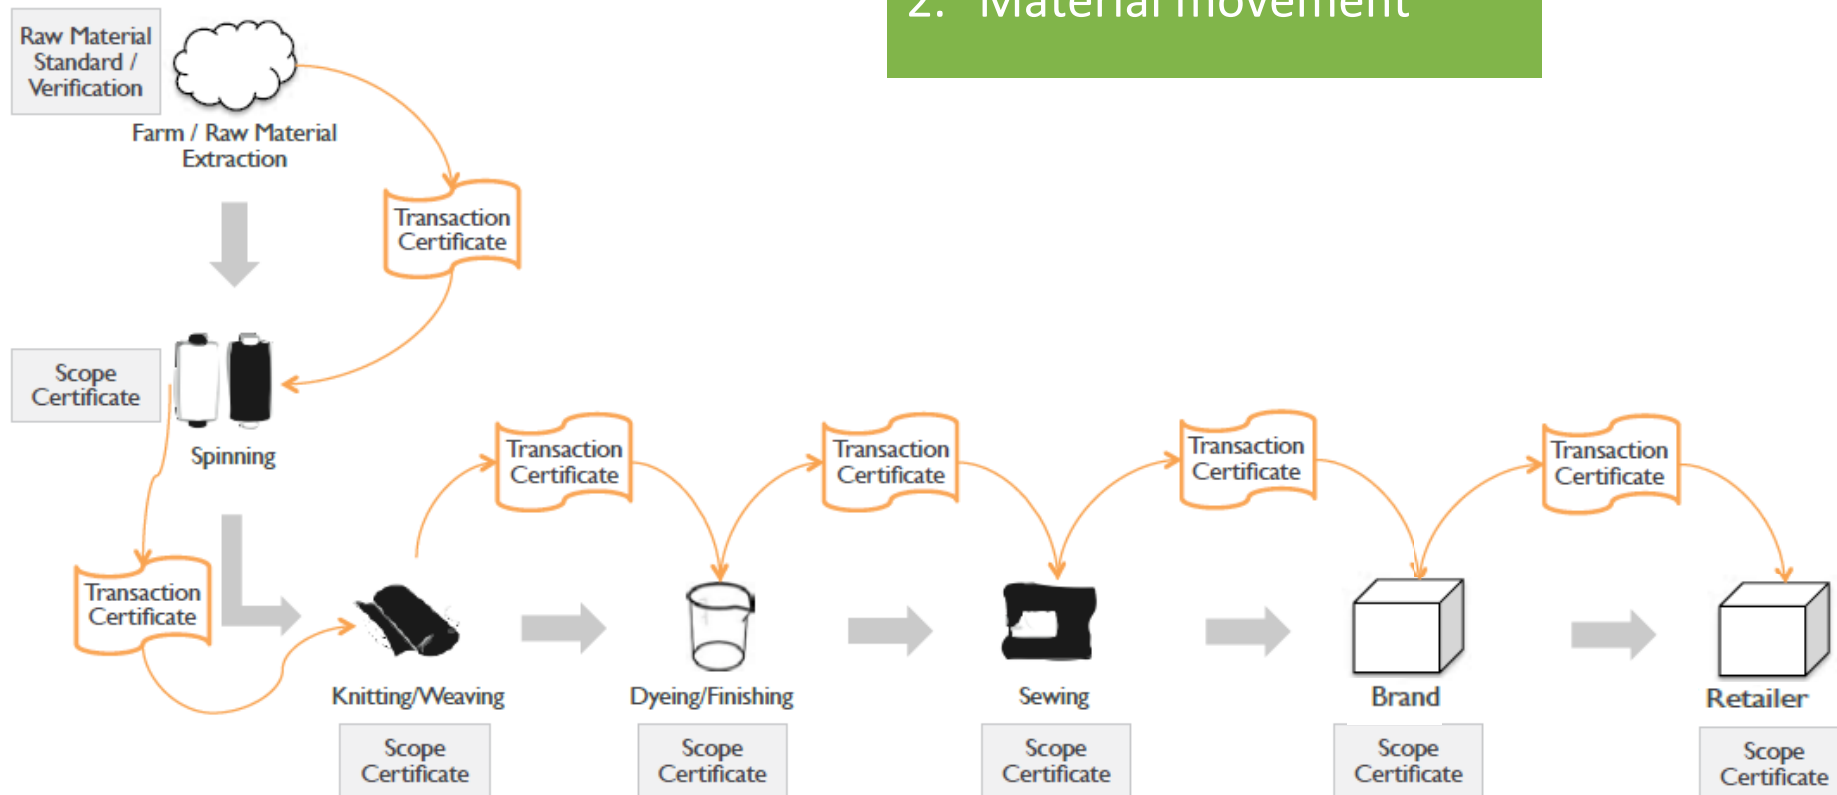 2. Material movement
Raw Material
Standard /
Verification
Farm / Raw Material
Extraction
Transaction
Certificate
Scope
Certificate
Spinning
Transaction
Certificate
Transaction
Certificate
Transaction
Certificate
Transaction
Certificate
Transaction
Certificate
Knitting/Weaving
Dyeing/Finishing
Sewing
Brand
Retailer
Scope
Certificate
Scope
Certificate
Scope
Certificate
Scope
Certificate
Scope
Certificate